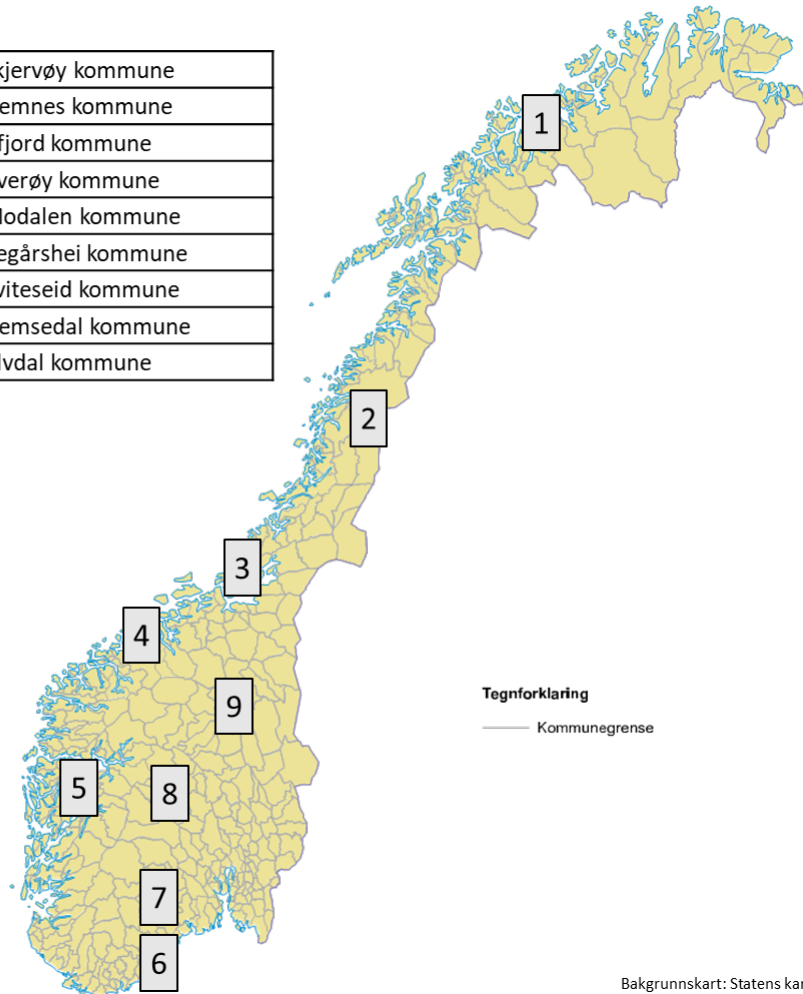 kjervøy kommune
emnes kommune
fjord kommune
verøy kommune
odalen kommune
egårshei kommune
viteseid kommune
emsedal kommune
lvdal kommune
1
2
3
4
9
5
8
7
6
Tegnforklaring
Kommunegrense
Bakgrunnskart: Statens kar